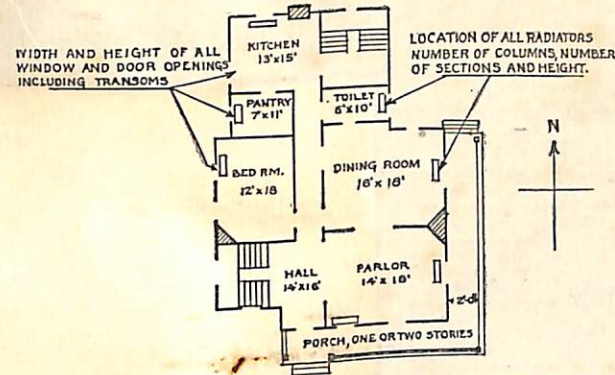 WIDTH AND HEIGHT OF ALL
WINDOW AND DOOR OPENINGS
INCLUDING TRANSOMS
LOCATION OF ALL RADIATORS
NUMBER OF COLUMNS, NUMBER
OF SECTIONS AND HEIGHT.
KITCHEN
13'x15'
PANTRY
7'x11'
TOILET
6'x10'
N
BED RM.
12'x18
DINING ROOM
16'x18'
HALL
14'x16'
PARLOR
14'x18'
PORCH, ONE OR TWO STORIES